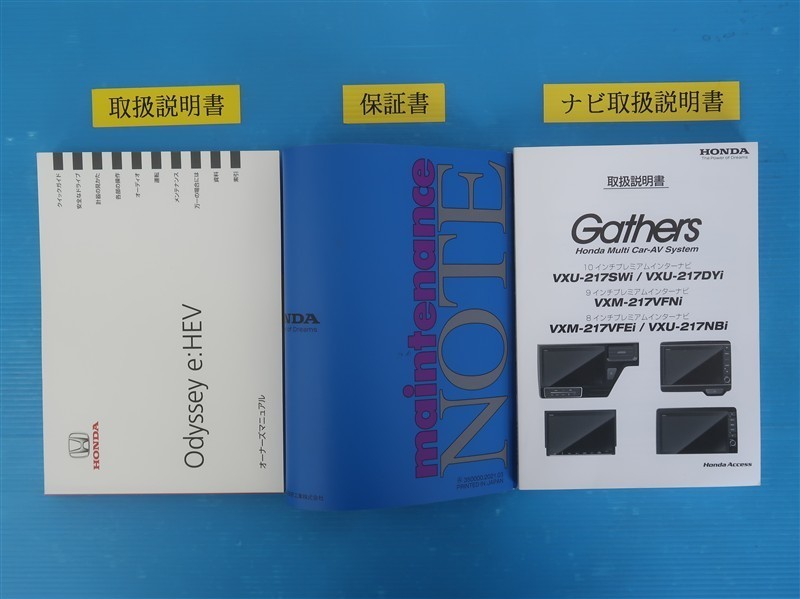 取扱説明書
保証書
ナビ取扱説明書
クイックガイド
安全なドライブ
計器の見かた
各部の操作
オーディオ
運転
メンテナンス
万一の場合には
資料
索引
Odyssey e:HEV
オーナーズマニュアル
HONDA
maintenance
NOTE
NDA
of Dreams
PRINTED IN JAPAN
HONDA
The Power of Dreams
取扱説明書
Gathers
Honda Multi Car-AV System
10 インチプレミアムインターナビ
VXU-217SWi / VXU-217DYi
9 インチプレミアムインターナビ
VXM-217VFNi
8 インチプレミアムインターナビ
VXM-217VFEi / VXU-217NBi
Honda Access